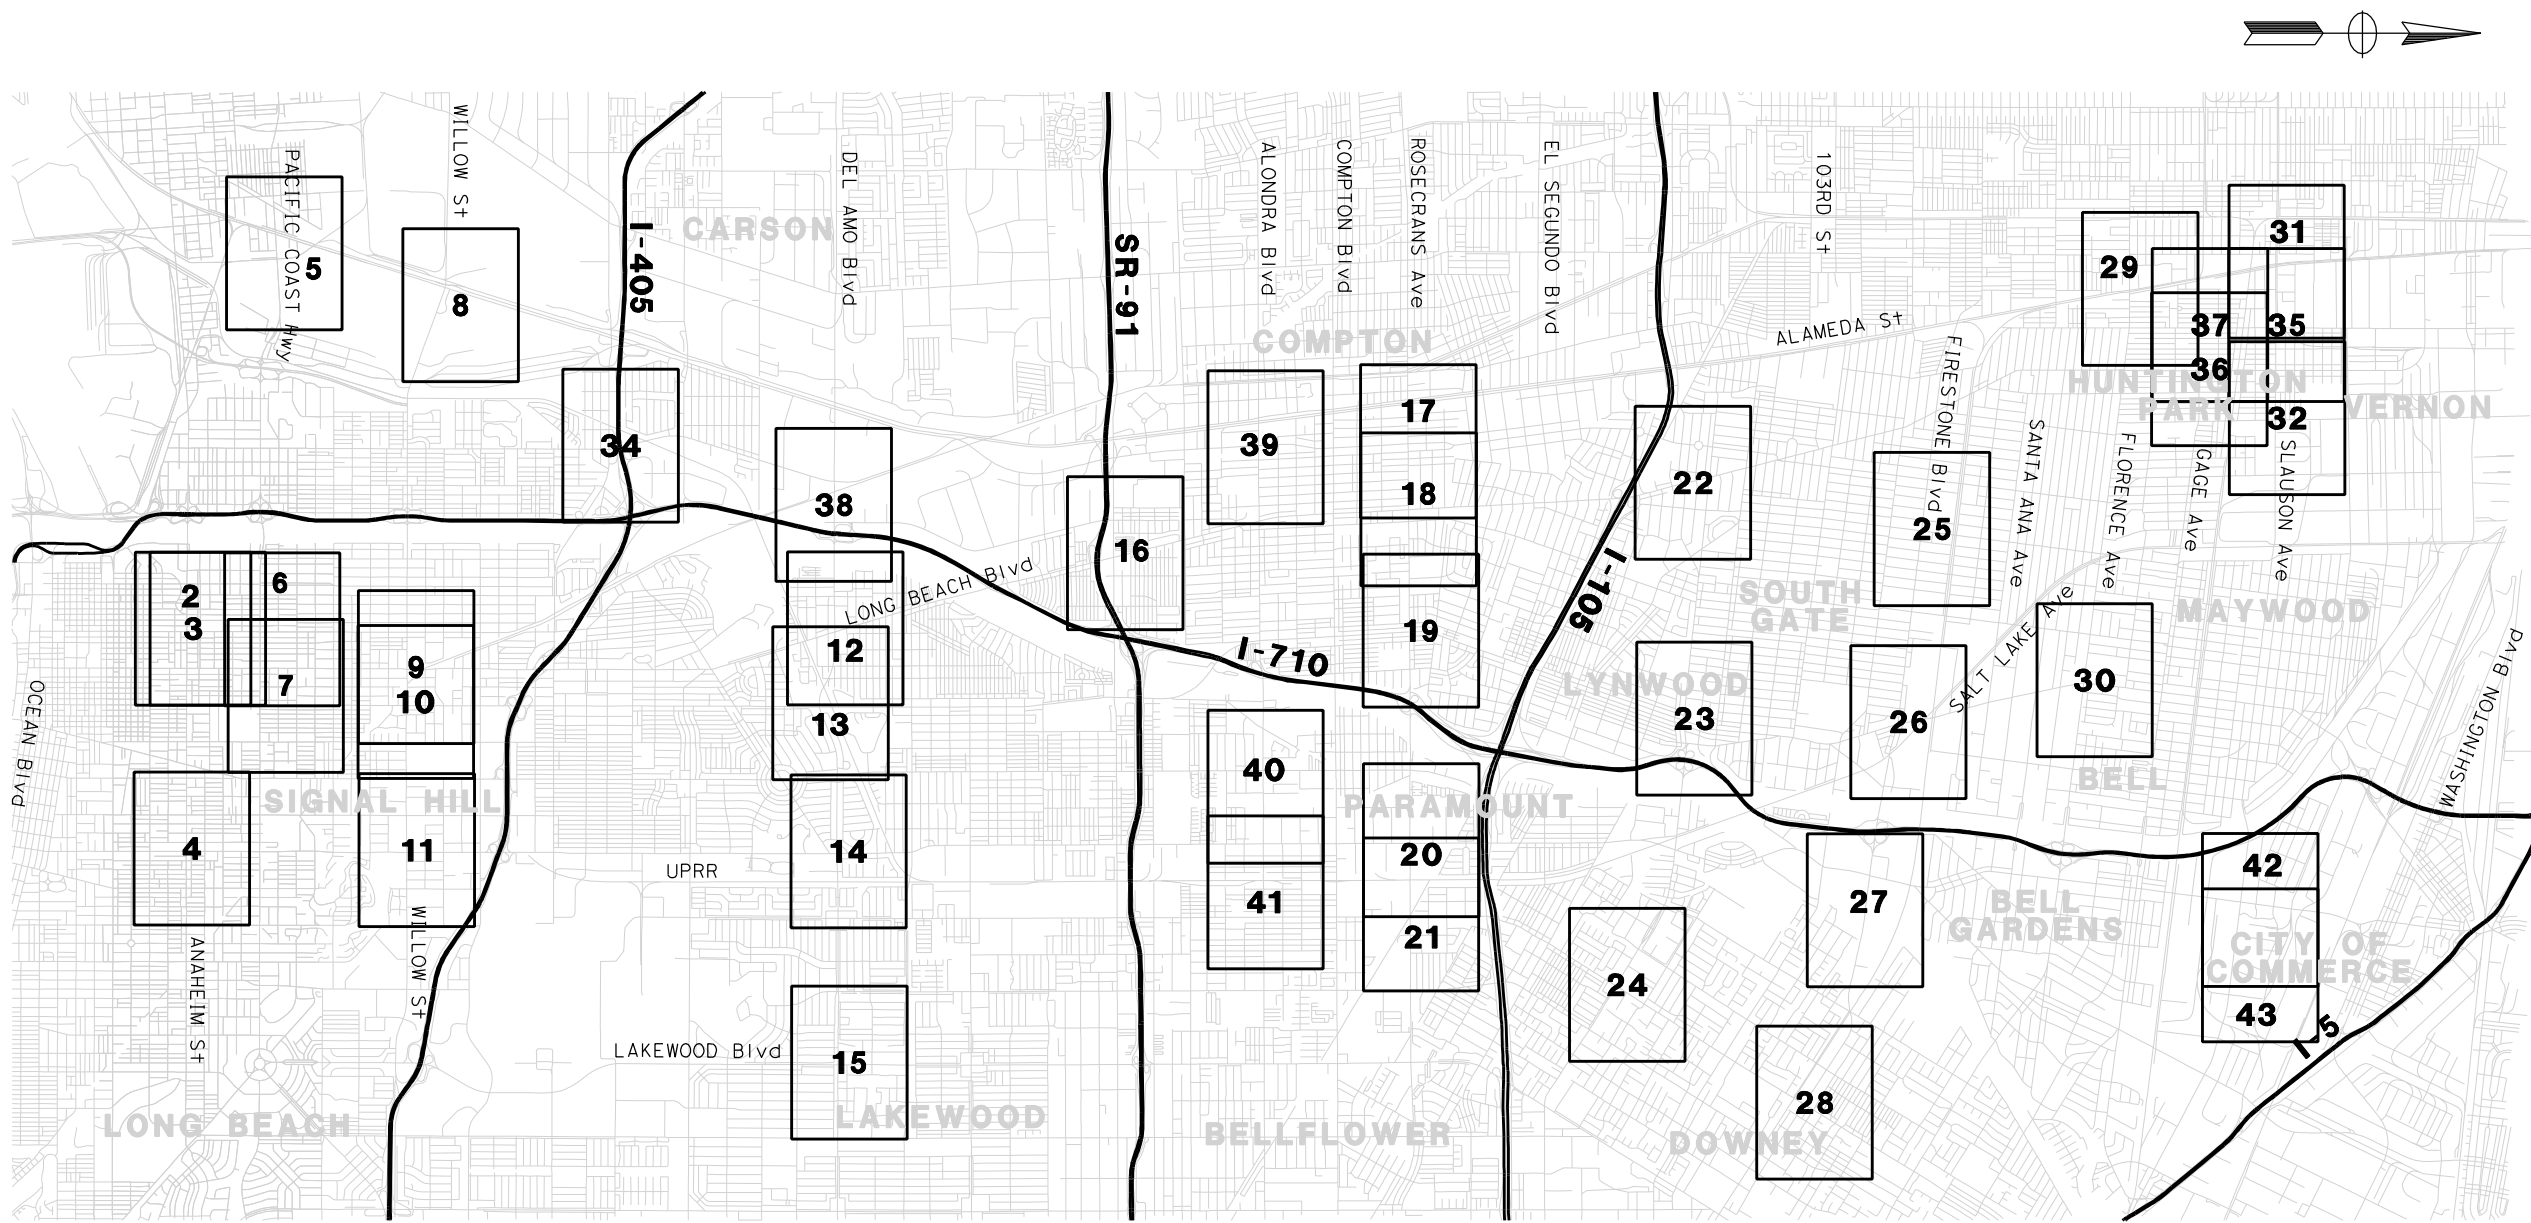 PACIFIC COAST Hwy
WILLOW St
I-405
CARSON
DEL AMO Blvd
SR-91
ALONDRA Blvd
COMPTON Blvd
ROSECRANS Ave
EL SEGUNDO Blvd
103RD St
COMPTON
ALAMEDA St
FIRESTONE Blvd
SANTA ANA Ave
FLORENCE Ave
GAGE Ave
SLAUSON Ave
HUNTINGTON
PARK
VERNON
5
8
34
38
39
17
18
16
22
25
29
31
37
35
36
32
2
3
6
7
9
10
12
13
LONG BEACH Blvd
I-710
19
I-105
SOUTH
GATE
LYNWOOD
23
26
SALT LAKE Ave
30
MAYWOOD
BELL
WASHINGTON Blvd
OCEAN Blvd
SIGNAL HILL
4
11
14
UPRR
40
41
PARAMOUNT
20
21
24
27
BELL
GARDENS
42
CITY OF
COMMERCE
43
I-5
ANAHEIM St
WILLOW St
LAKEWOOD Blvd
15
LONG BEACH
LAKEWOOD
BELLFLOWER
28
DOWNEY